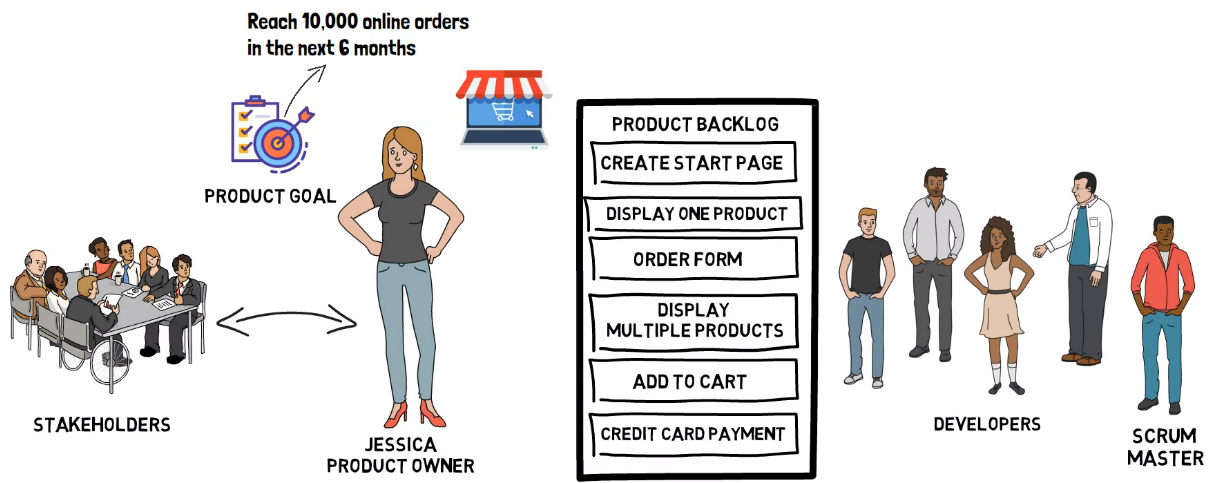 Reach 10,000 online orders
in the next 6 months
PRODUCT GOAL
STAKEHOLDERS
JESSICA
PRODUCT OWNER
PRODUCT BACKLOG
CREATE START PAGE
DISPLAY ONE PRODUCT
ORDER FORM
DISPLAY
MULTIPLE PRODUCTS
ADD TO CART
CREDIT CARD PAYMENT
DEVELOPERS
SCRUM
MASTER